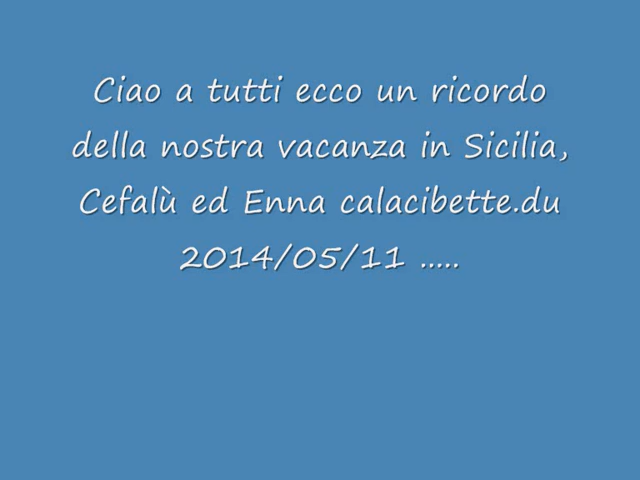 Ciao a tutti ecco un ricordo
della nostra vacanza in Sicilia,
Cefalù ed Enna calacibette.du
2014/05/11 .....